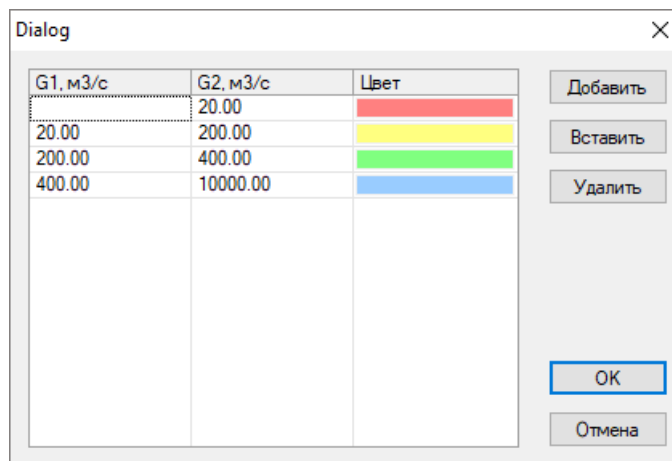 Dialog
G1, м3/с G2, м3/с Цвет
20.00
20.00 200.00
200.00 400.00
400.00 10000.00
Добавить
Вставить
Удалить
OK
Отмена